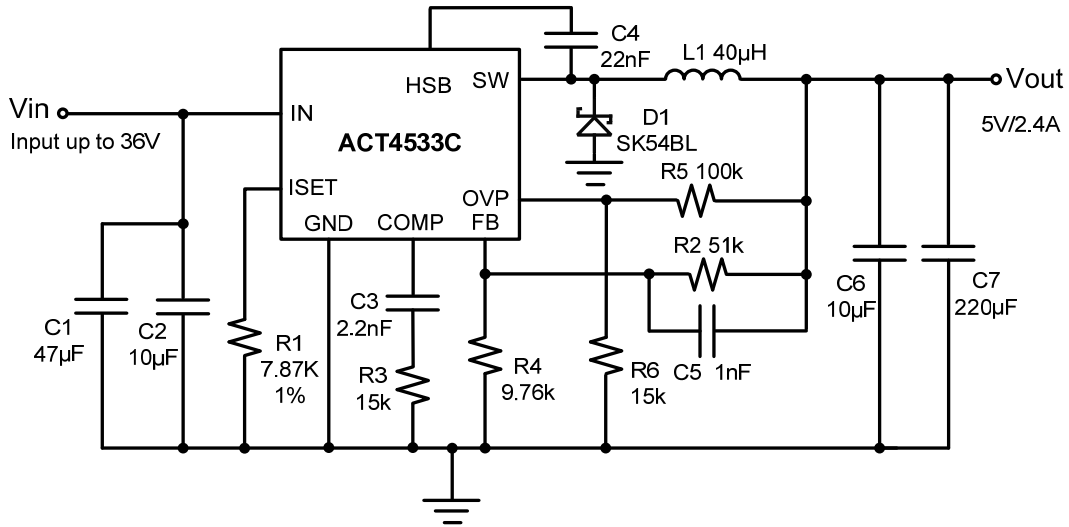 C4
22nF
L1 40µH
HSB
SW
Vout
Vin
IN
D1
SK54BL
5V/2.4A
Input up to 36V
ACT4533C
R5 100k
ISET
OVP
GND
COMP
FB
R2 51k
C1
47µF
C2
10µF
R1
7.87K
1%
C3
2.2nF
R3
15k
R4
9.76k
R6
15k
C5
1nF
C6
10µF
C7
220µF